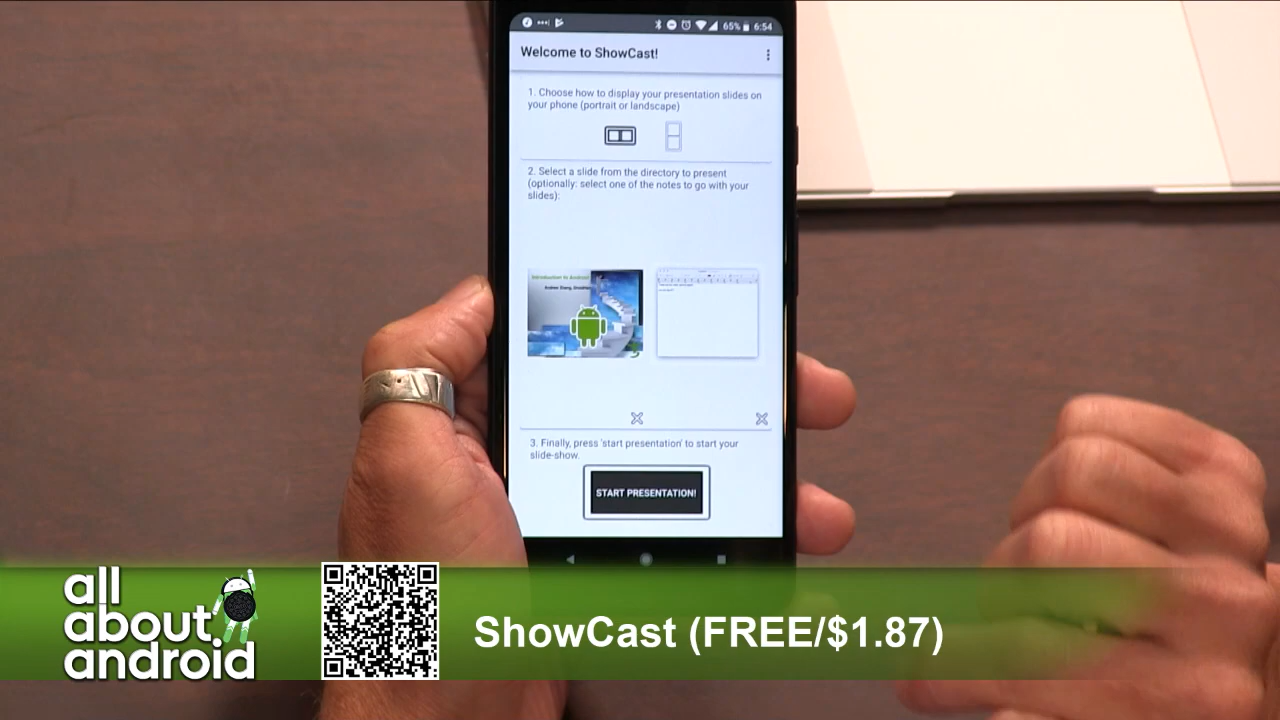 65% 6:54
Welcome to ShowCast!
1. Choose how to display your presentation slides on
your phone (portrait or landscape)
2. Select a slide from the directory to present
(optionally: select one of the notes to go with your
slides):
Introduction to Android
3. Finally, press 'start presentation' to start your
slide-show.
START PRESENTATION!
all
about
android
ShowCast (FREE/$1.87)